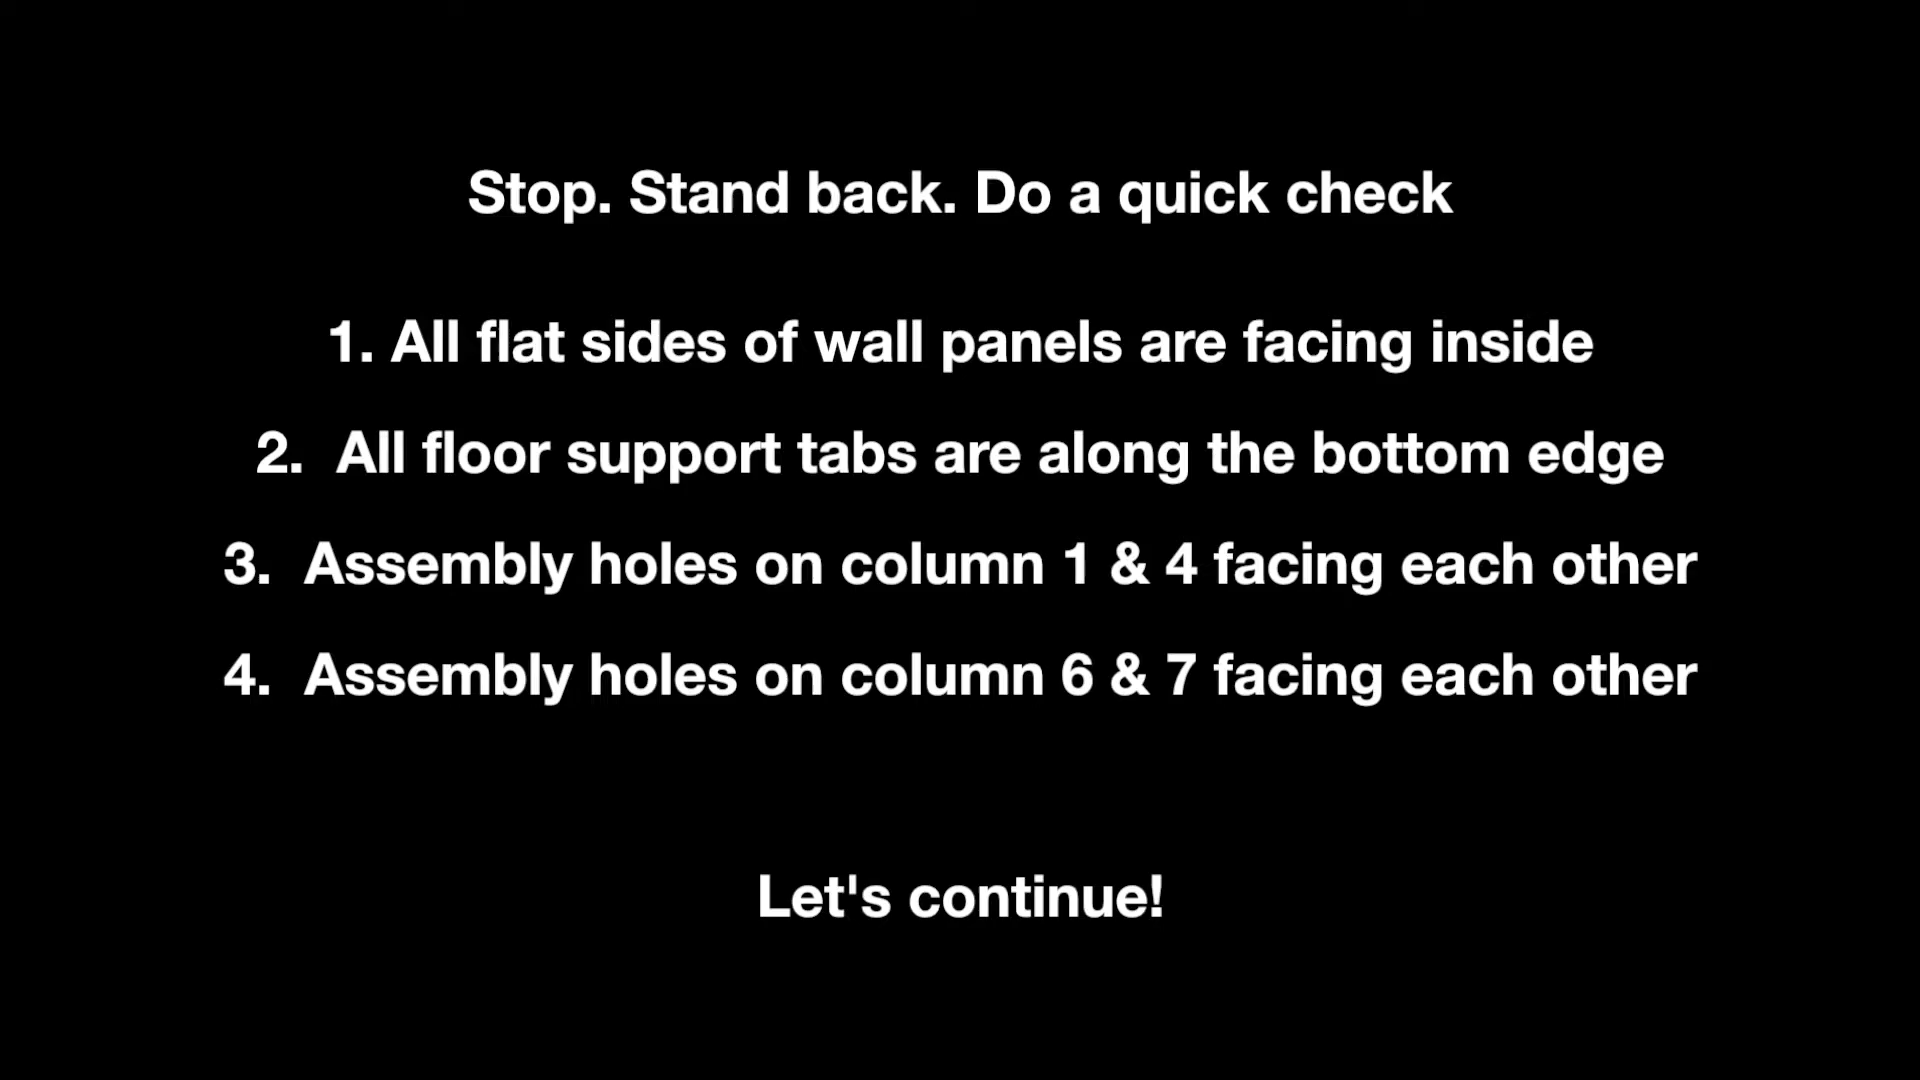 Stop. Stand back. Do a quick check
1. All flat sides of wall panels are facing inside
2. All floor support tabs are along the bottom edge
3. Assembly holes on column 1 & 4 facing each other
4. Assembly holes on column 6 & 7 facing each other
Let's continue!